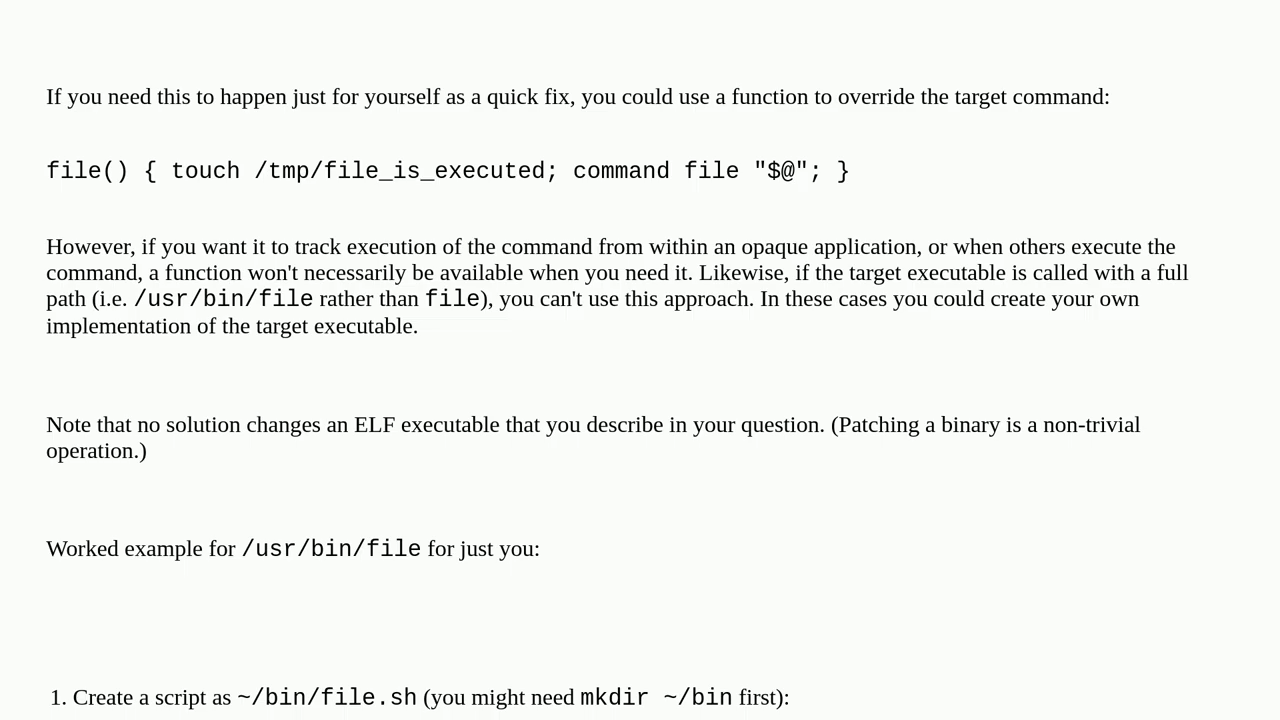 If you need this to happen just for yourself as a quick fix, you could use a function to override the target command:
file() { touch /tmp/file_is_executed; command file "$@"; }
However, if you want it to track execution of the command from within an opaque application, or when others execute the
command, a function won't necessarily be available when you need it. Likewise, if the target executable is called with a full
path (i.e. /usr/bin/file rather than file), you can't use this approach. In these cases you could create your own
implementation of the target executable.
Note that no solution changes an ELF executable that you describe in your question. (Patching a binary is a non-trivial
operation.)
Worked example for /usr/bin/file for just you:
1. Create a script as ~/bin/file.sh (you might need mkdir ~/bin first):